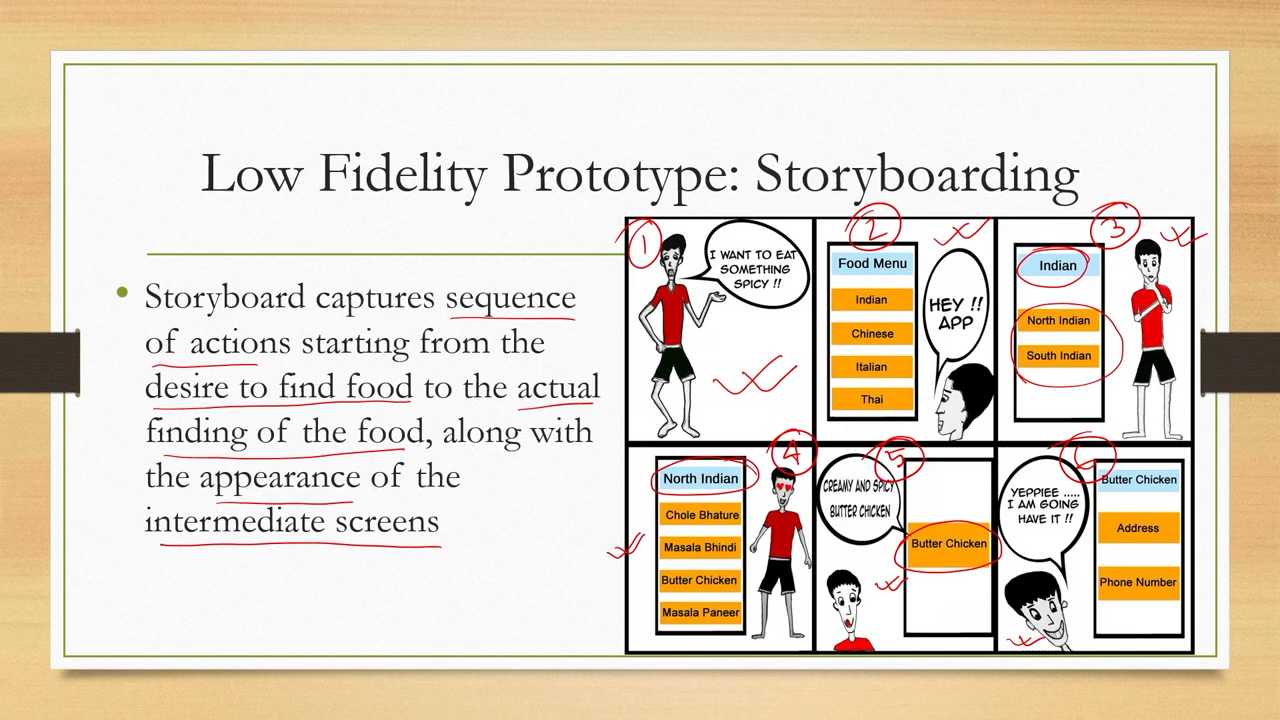 Low Fidelity Prototype: Storyboarding
• Storyboard captures sequence
of actions starting from the
desire to find food to the actual
finding of the food, along with
the appearance of the
intermediate screens
1
I WANT TO EAT
SOMETHING
SPICY !!
2
Food Menu
Indian
Chinese
Italian
Thai
HEY !!
APP
3
Indian
North Indian
South Indian
4
North Indian
Chole Bhature
Masala Bhindi
Butter Chicken
Masala Paneer
5
CREAMY AND SPICY
BUTTER CHICKEN
Butter Chicken
6
YEPPIEE .....
I AM GOING
HAVE IT !!
Butter Chicken
Address
Phone Number